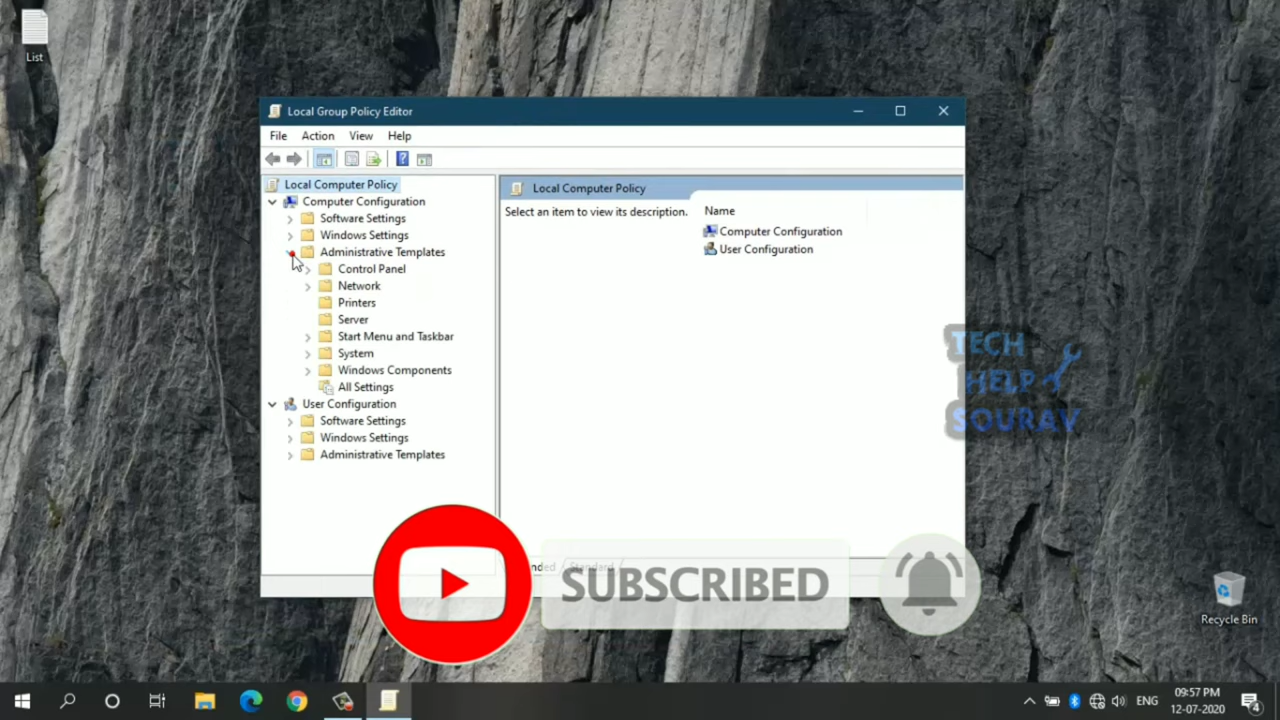 List
Local Group Policy Editor
File Action View Help
Local Computer Policy
Computer Configuration
Software Settings
Windows Settings
Administrative Templates
Control Panel
Network
Printers
Server
Start Menu and Taskbar
System
Windows Components
All Settings
User Configuration
Software Settings
Windows Settings
Administrative Templates
Local Computer Policy
Select an item to view its description.
Name
Computer Configuration
User Configuration
TECH
HELP
SOURAV
nded / Standard
SUBSCRIBED
Recycle Bin
ENG
09:57 PM
12-07-2020
4